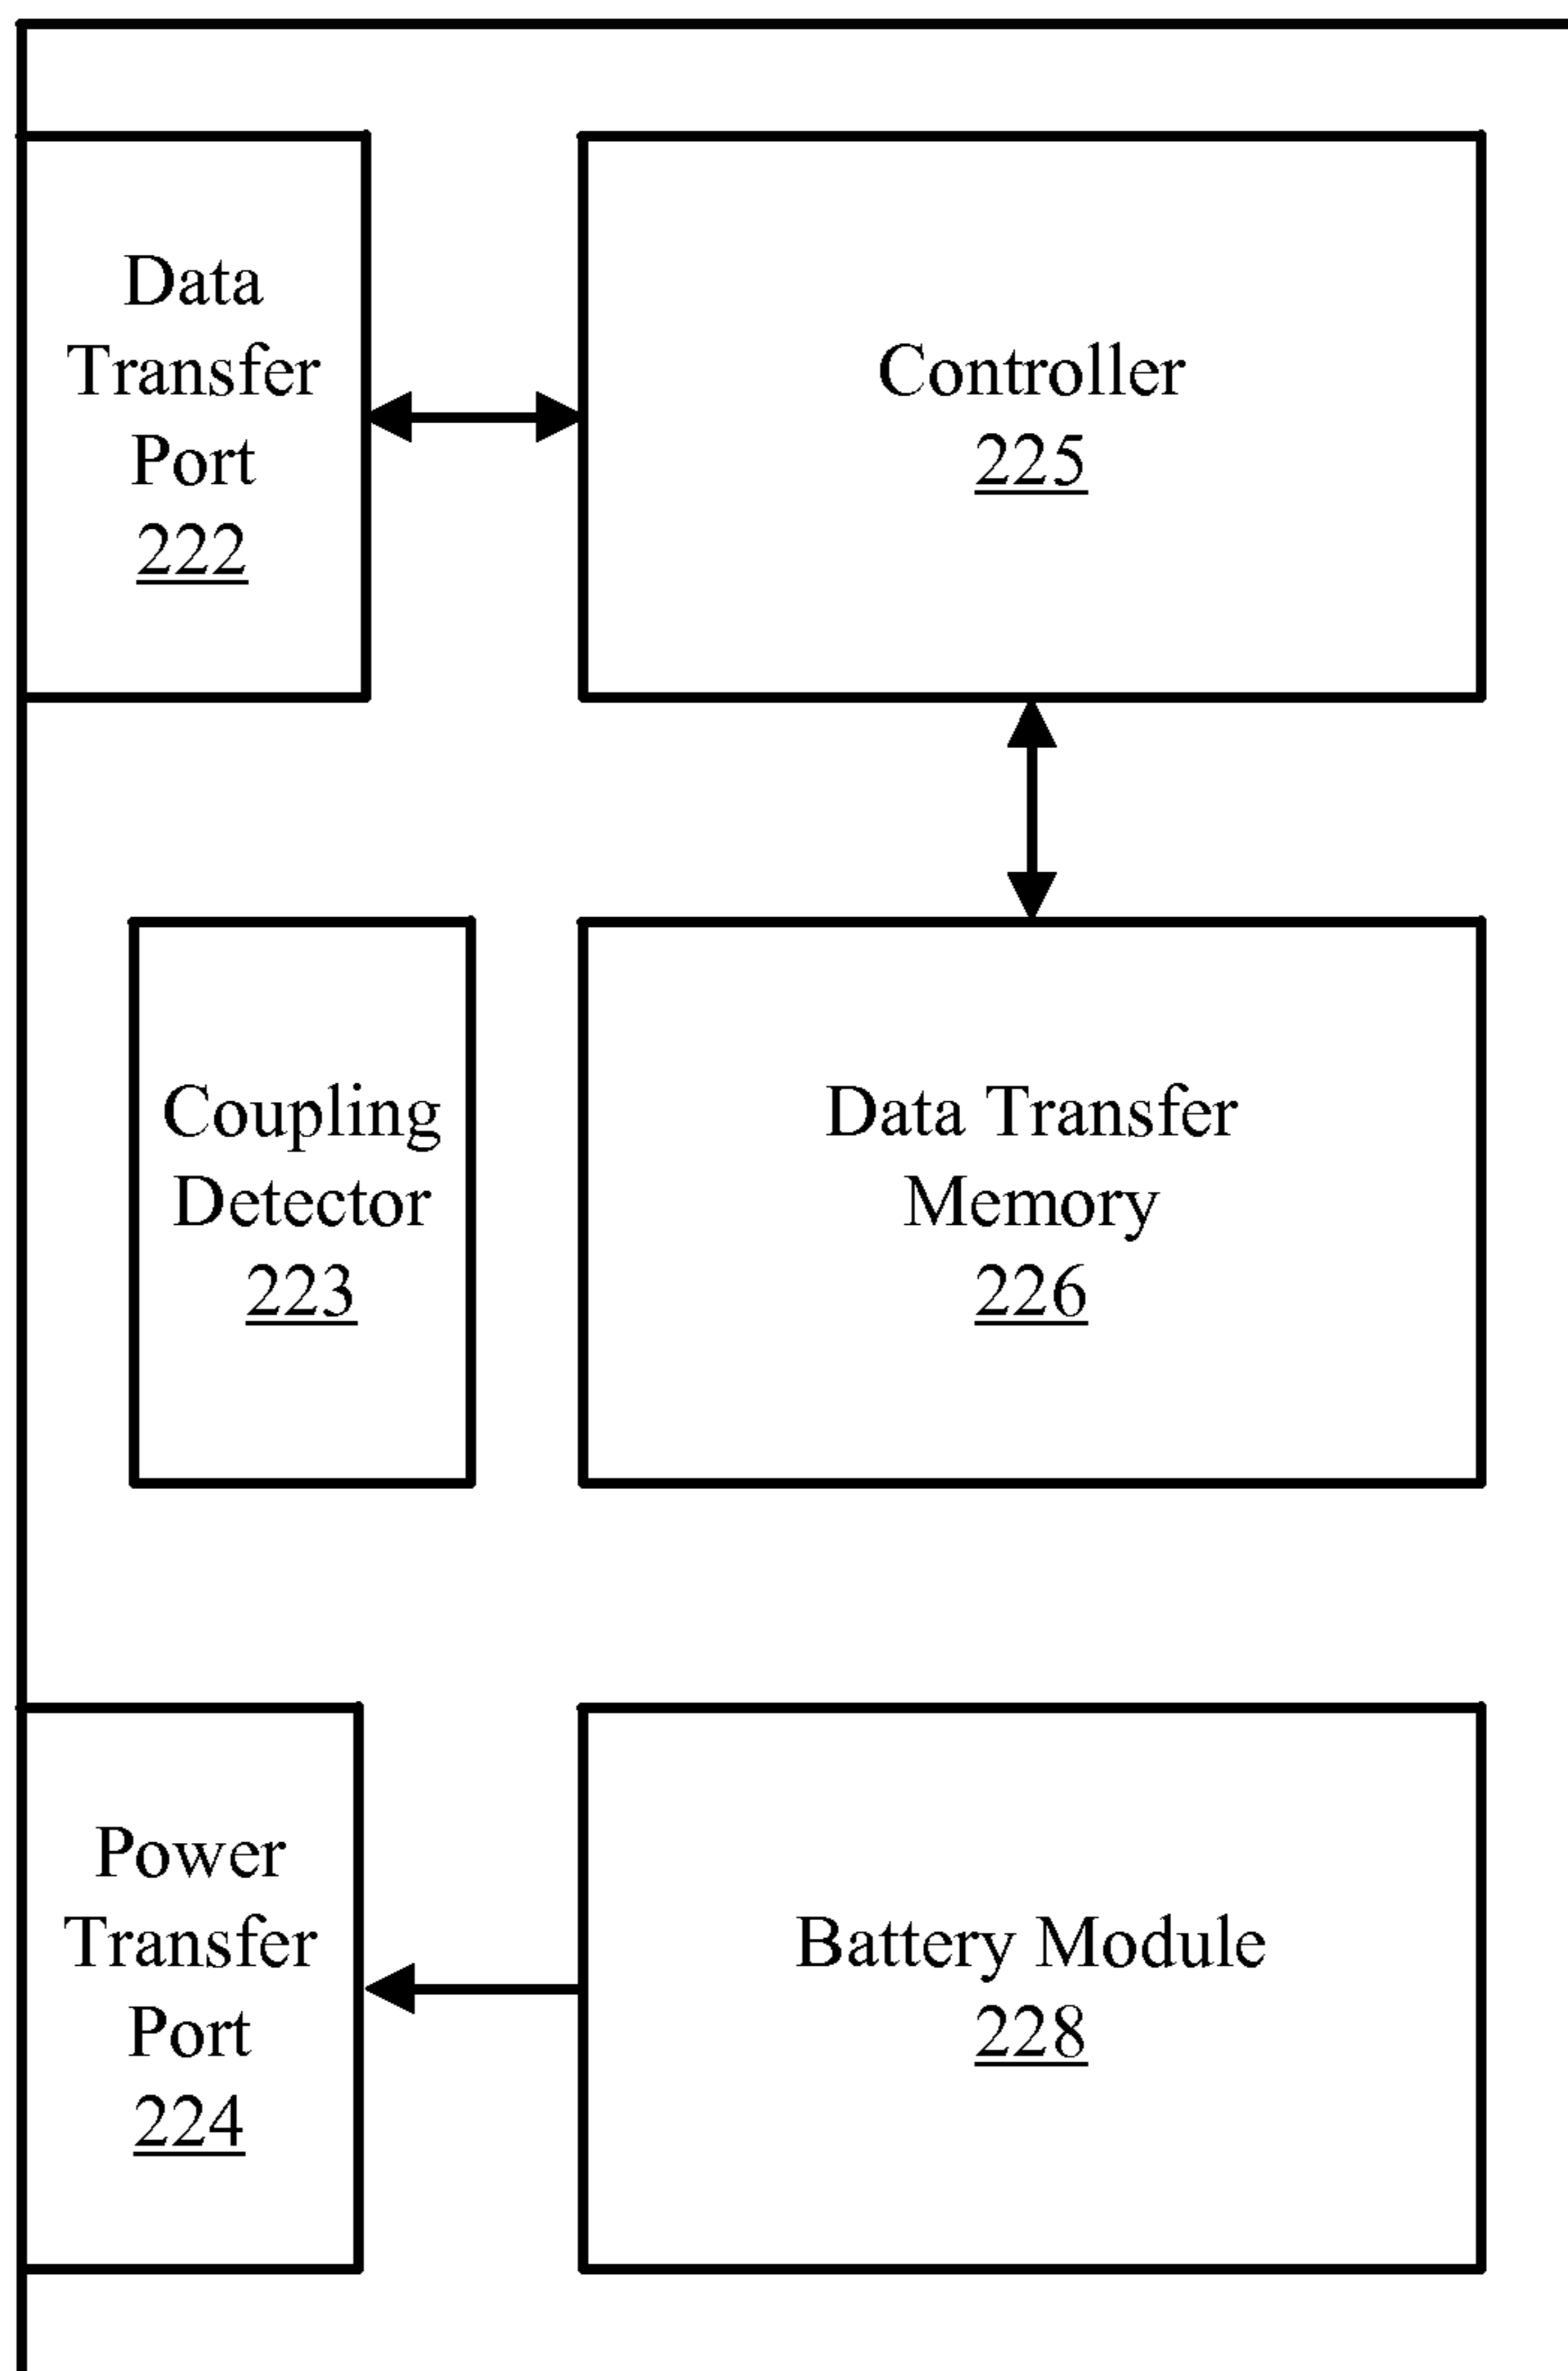 Data
Transfer
Port
222
Controller
225
Coupling
Detector
223
Data Transfer
Memory
226
Power
Transfer
Port
224
Battery Module
228